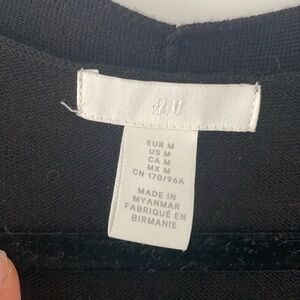 H&M
EUR M
US M
CA M
MX M
CN 170/96A
MADE IN
MYANMAR
FABRIQUÉ EN
BIRMANIE